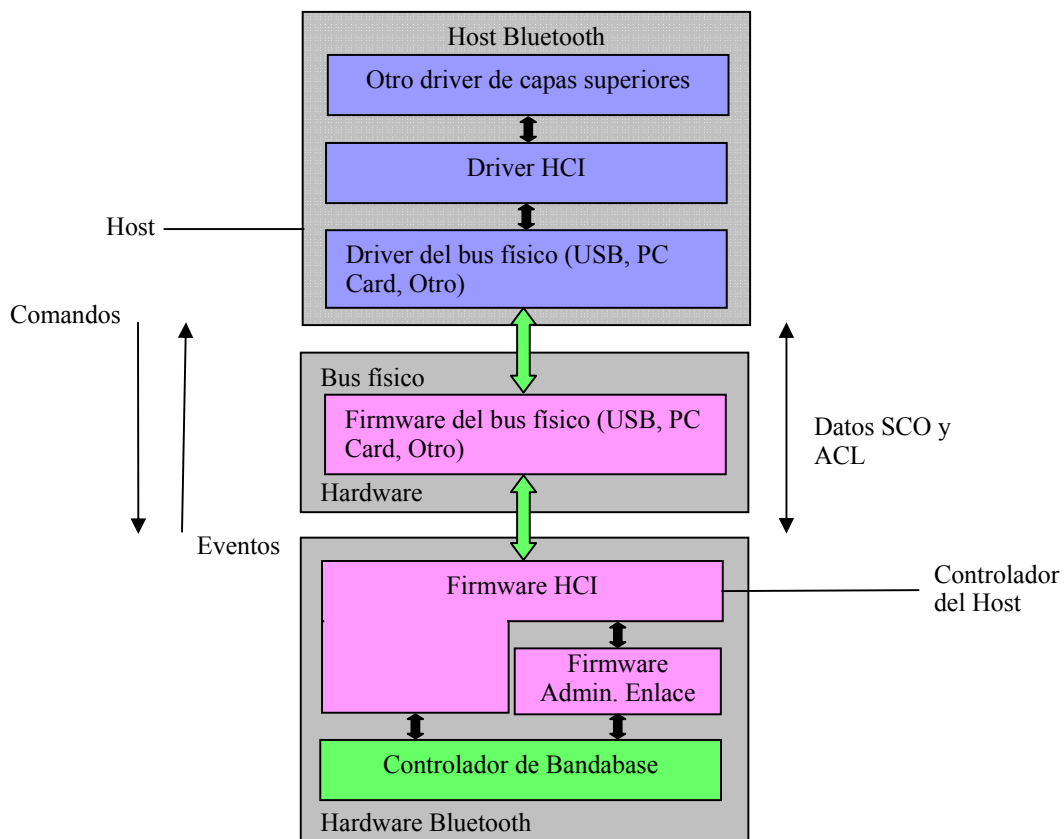 Host Bluetooth
Otro driver de capas superiores
Driver HCI
Host
Driver del bus físico (USB, PC
Card, Otro)
Comandos
Bus físico
Firmware del bus físico (USB, PC
Card, Otro)
Hardware
Datos SCO y
ACL
Eventos
Firmware HCI
Controlador
del Host
Firmware
Admin. Enlace
Controlador de Bandabase
Hardware Bluetooth